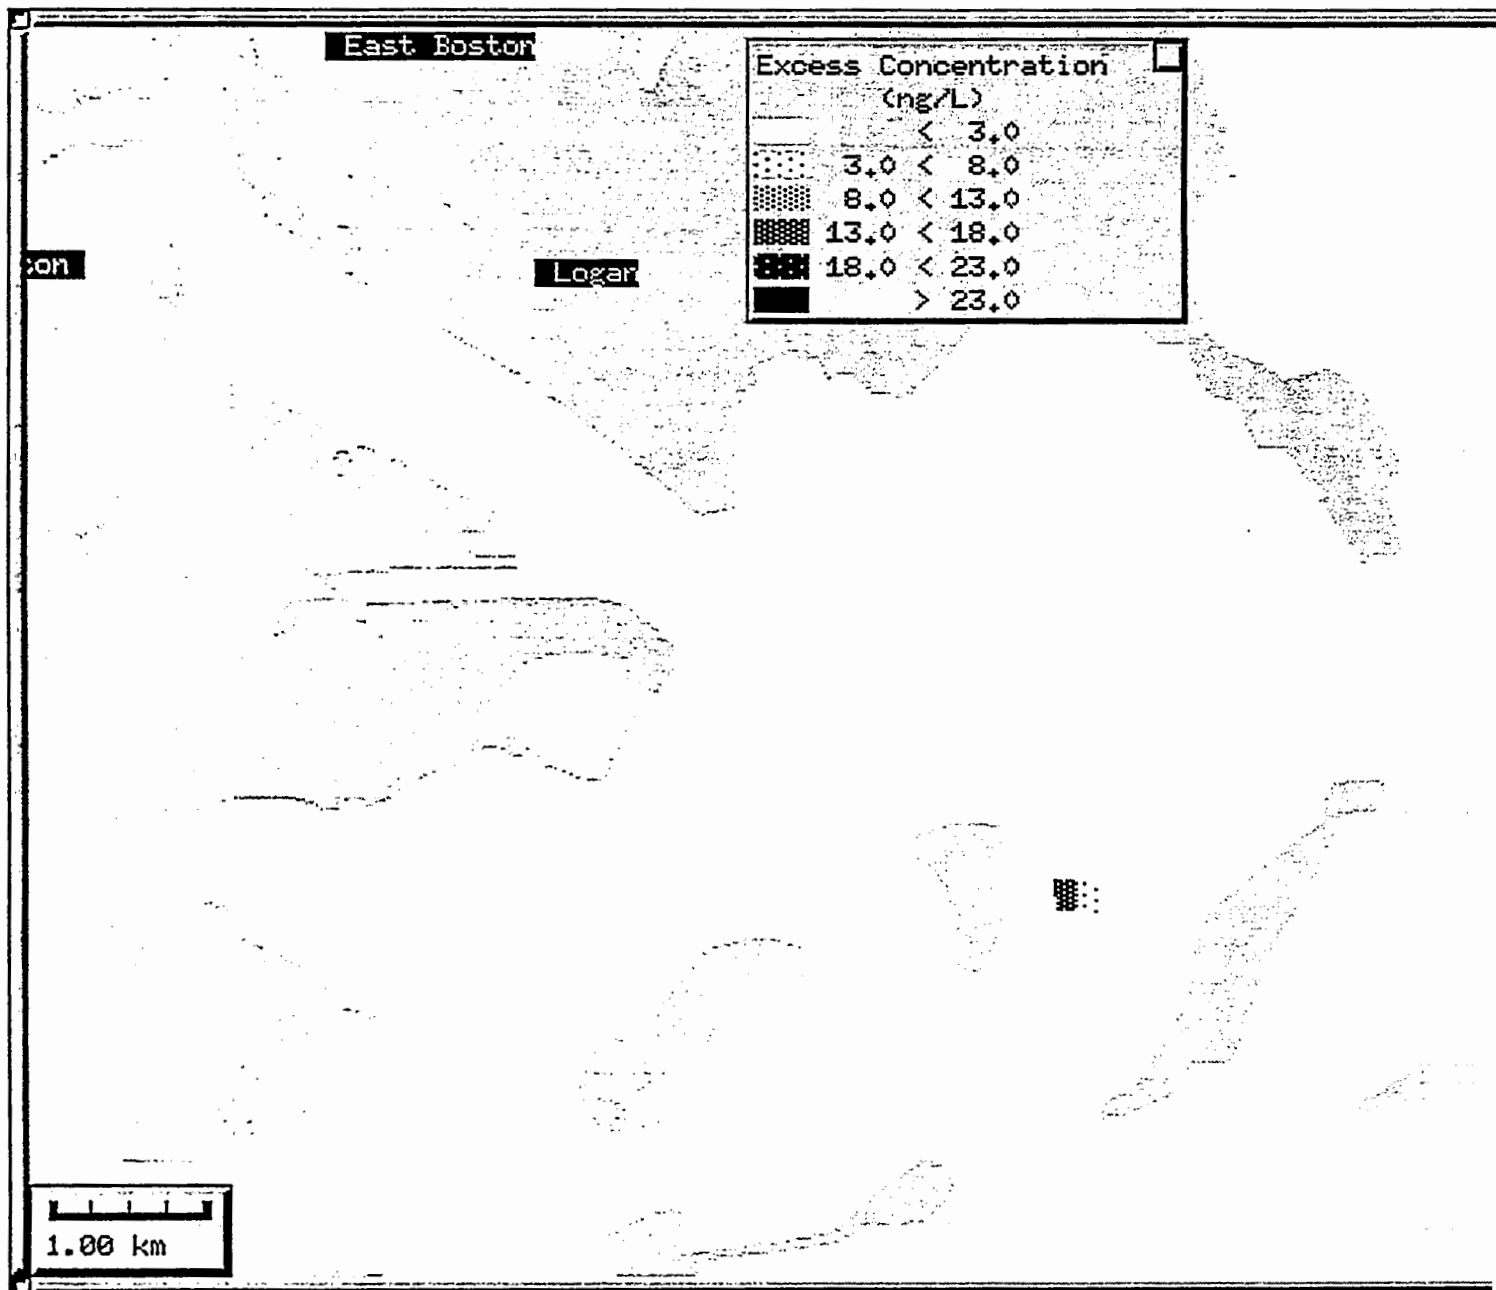 East Boston
Excess Concentration
(ng/L)
< 3.0
3.0 < 8.0
8.0 < 13.0
13.0 < 18.0
18.0 < 23.0
> 23.0
ton
Logan
1.00 km